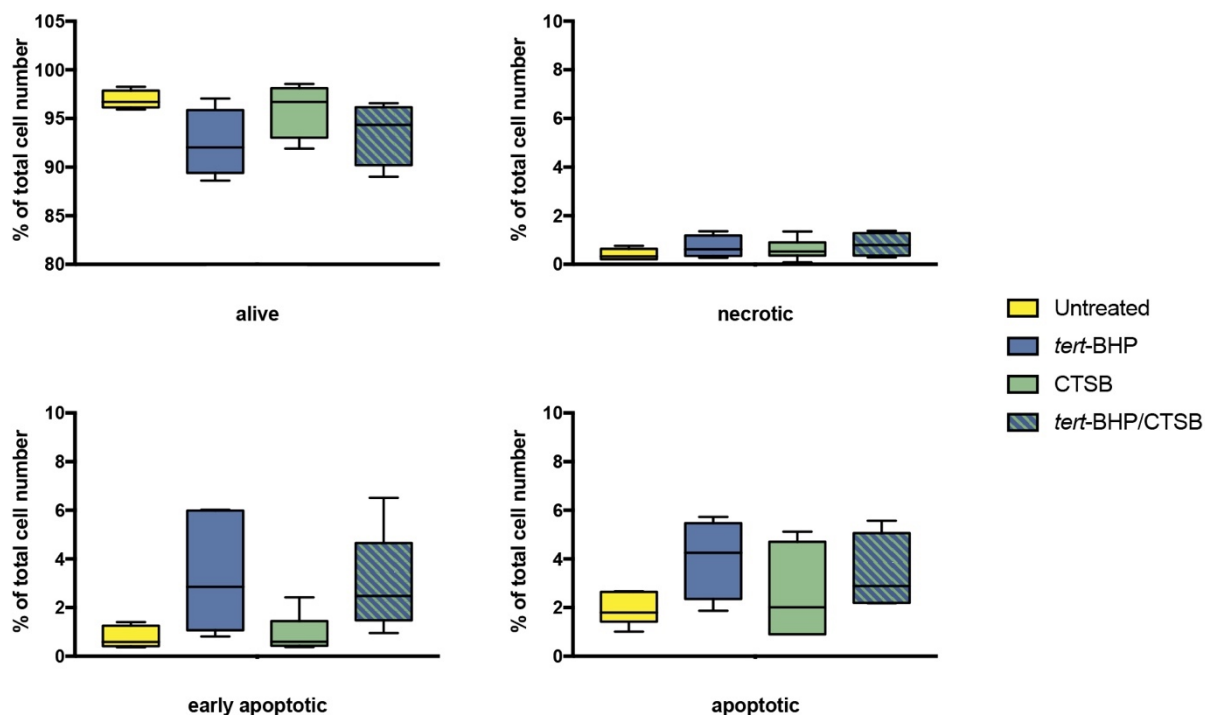 % of total cell number
105
100
95
90
85
80
alive
% of total cell number
10
8
6
4
2
0
necrotic
Untreated
tert-BHP
CTSB
tert-BHP/CTSB
% of total cell number
10
8
6
4
2
0
early apoptotic
% of total cell number
10
8
6
4
2
0
apoptotic